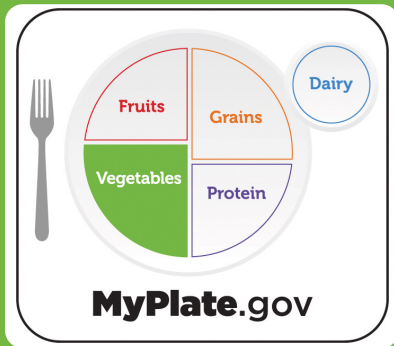 Fruits
Grains
Dairy
Vegetables
Protein
MyPlate.gov